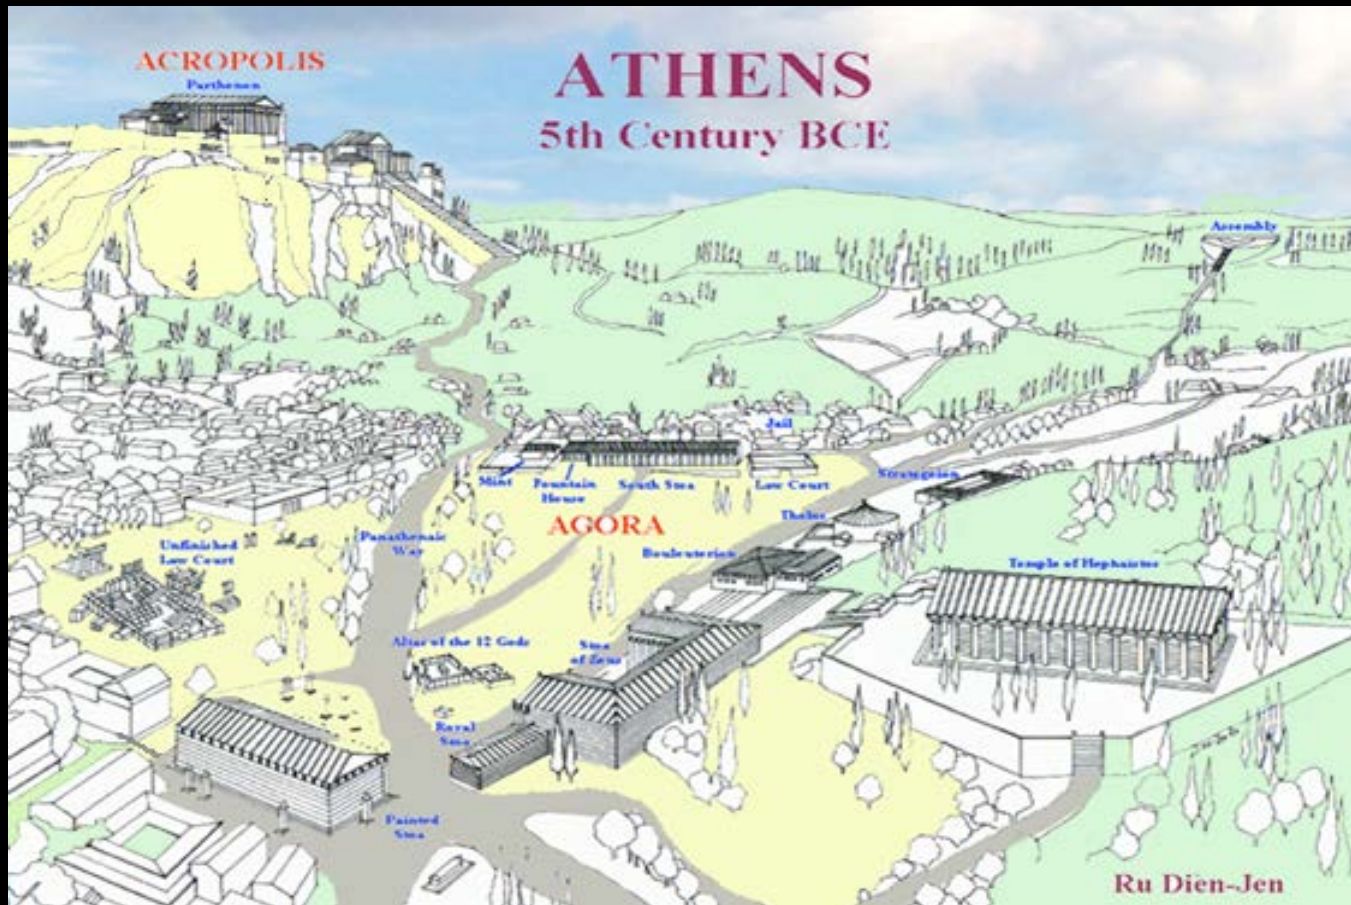 ATHENS
5th Century BCE
ACROPOLIS
Parthenon
Assembly
Jail
Mint
Fountain
House
South Stoa
Law Court
Strategeion
AGORA
Tholos
Bouleuterion
Panathenaic
Way
Unfinished
Law Court
Temple of Hephaistos
Altar of the 12 Gods
Stoa
of Zeus
Royal
Stoa
Painted
Stoa
Ru Dien-Jen